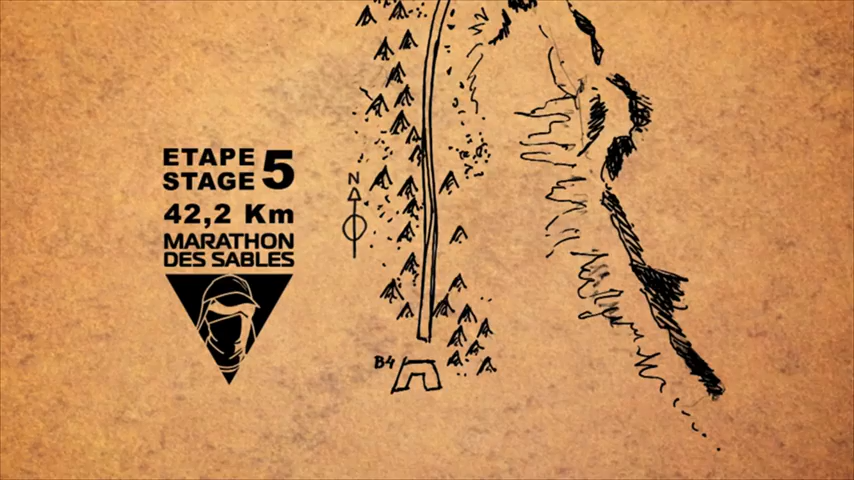 ETAPE
STAGE 5
42,2 Km
MARATHON
DES SABLES
N
B4